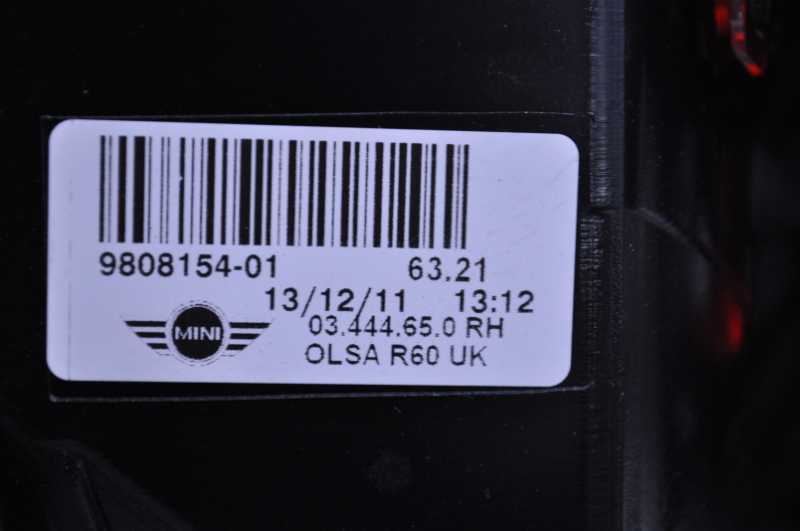 9808154-01 63.21
13/12/11 13:12
MINI
03.444.65.0 RH
OLSA R60 UK